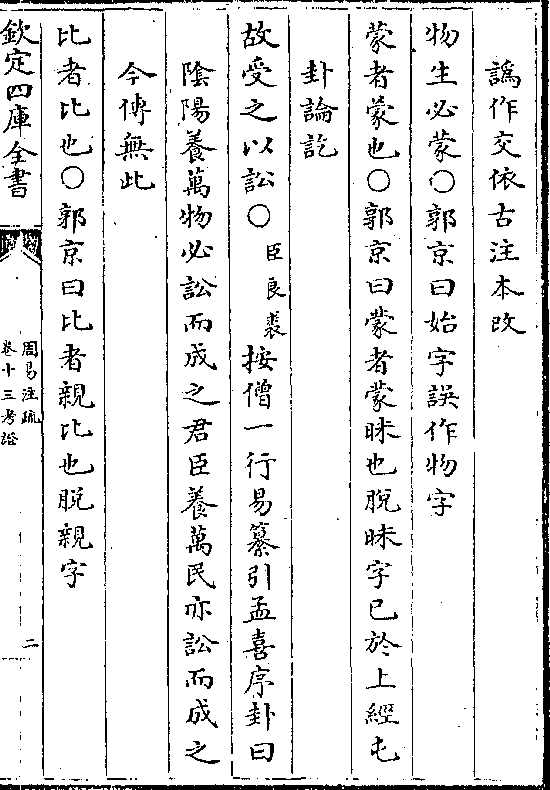 譌作交依古注本改
物生必蒙○郭京曰始字誤作物字
蒙者蒙也○郭京曰蒙者蒙昧也脫昧字已於上經屯
卦論訖
故受之以訟○臣良裘按僧一行易纂引孟喜序卦曰
陰陽養萬物必訟而成之君臣養萬民亦訟而成之
今傳無此
比者比也○郭京曰比者親比也脫親字
欽定四庫全書
周易注疏
卷十三考證
二